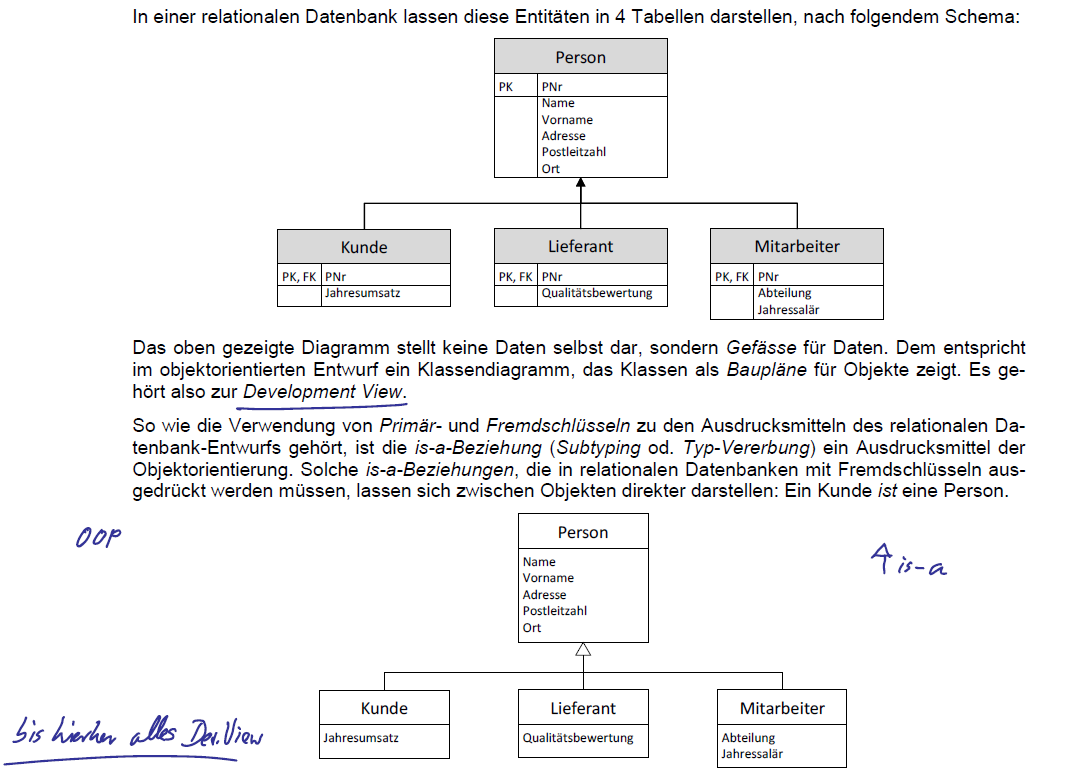 In einer relationalen Datenbank lassen diese Entitäten in 4 Tabellen darstellen, nach folgendem Schema:
Person
PK PNr
Name
Vorname
Adresse
Postleitzahl
Ort
Kunde
PK, FK PNr
Jahresumsatz
Lieferant
PK, FK PNr
Qualitätsbewertung
Mitarbeiter
PK, FK PNr
Abteilung
Jahressalär
Das oben gezeigte Diagramm stellt keine Daten selbst dar, sondern Gefässe für Daten. Dem entspricht
im objektorientierten Entwurf ein Klassendiagramm, das Klassen als Baupläne für Objekte zeigt. Es ge-
hört also zur Development View.
So wie die Verwendung von Primär- und Fremdschlüsseln zu den Ausdrucksmitteln des relationalen Da-
tenbank-Entwurfs gehört, ist die is-a-Beziehung (Subtyping od. Typ-Vererbung) ein Ausdrucksmittel der
Objektorientierung. Solche is-a-Beziehungen, die in relationalen Datenbanken mit Fremdschlüsseln aus-
gedrückt werden müssen, lassen sich zwischen Objekten direkter darstellen: Ein Kunde ist eine Person.
OOP
is-a
Person
Name
Vorname
Adresse
Postleitzahl
Ort
Kunde
Jahresumsatz
Lieferant
Qualitätsbewertung
Mitarbeiter
Abteilung
Jahressalär
bis hierher alles Dev. View